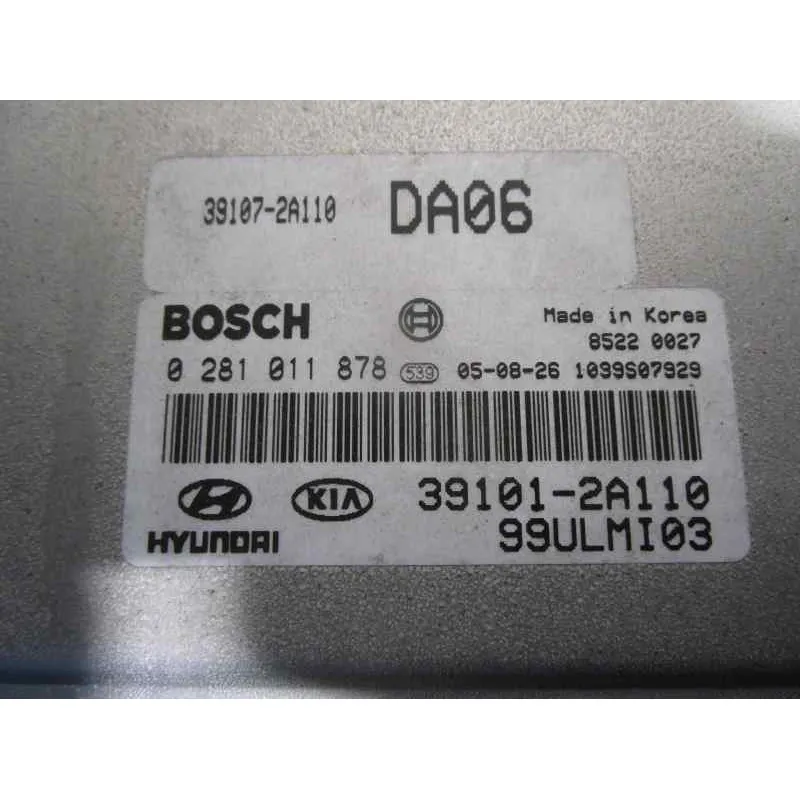 39107-2A110 DA06
BOSCH Made in Korea
8522 0027
0 281 011 878 539 05-08-26 1039S07929
KIA 39101-2A110
HYUNDAI 99ULMI03